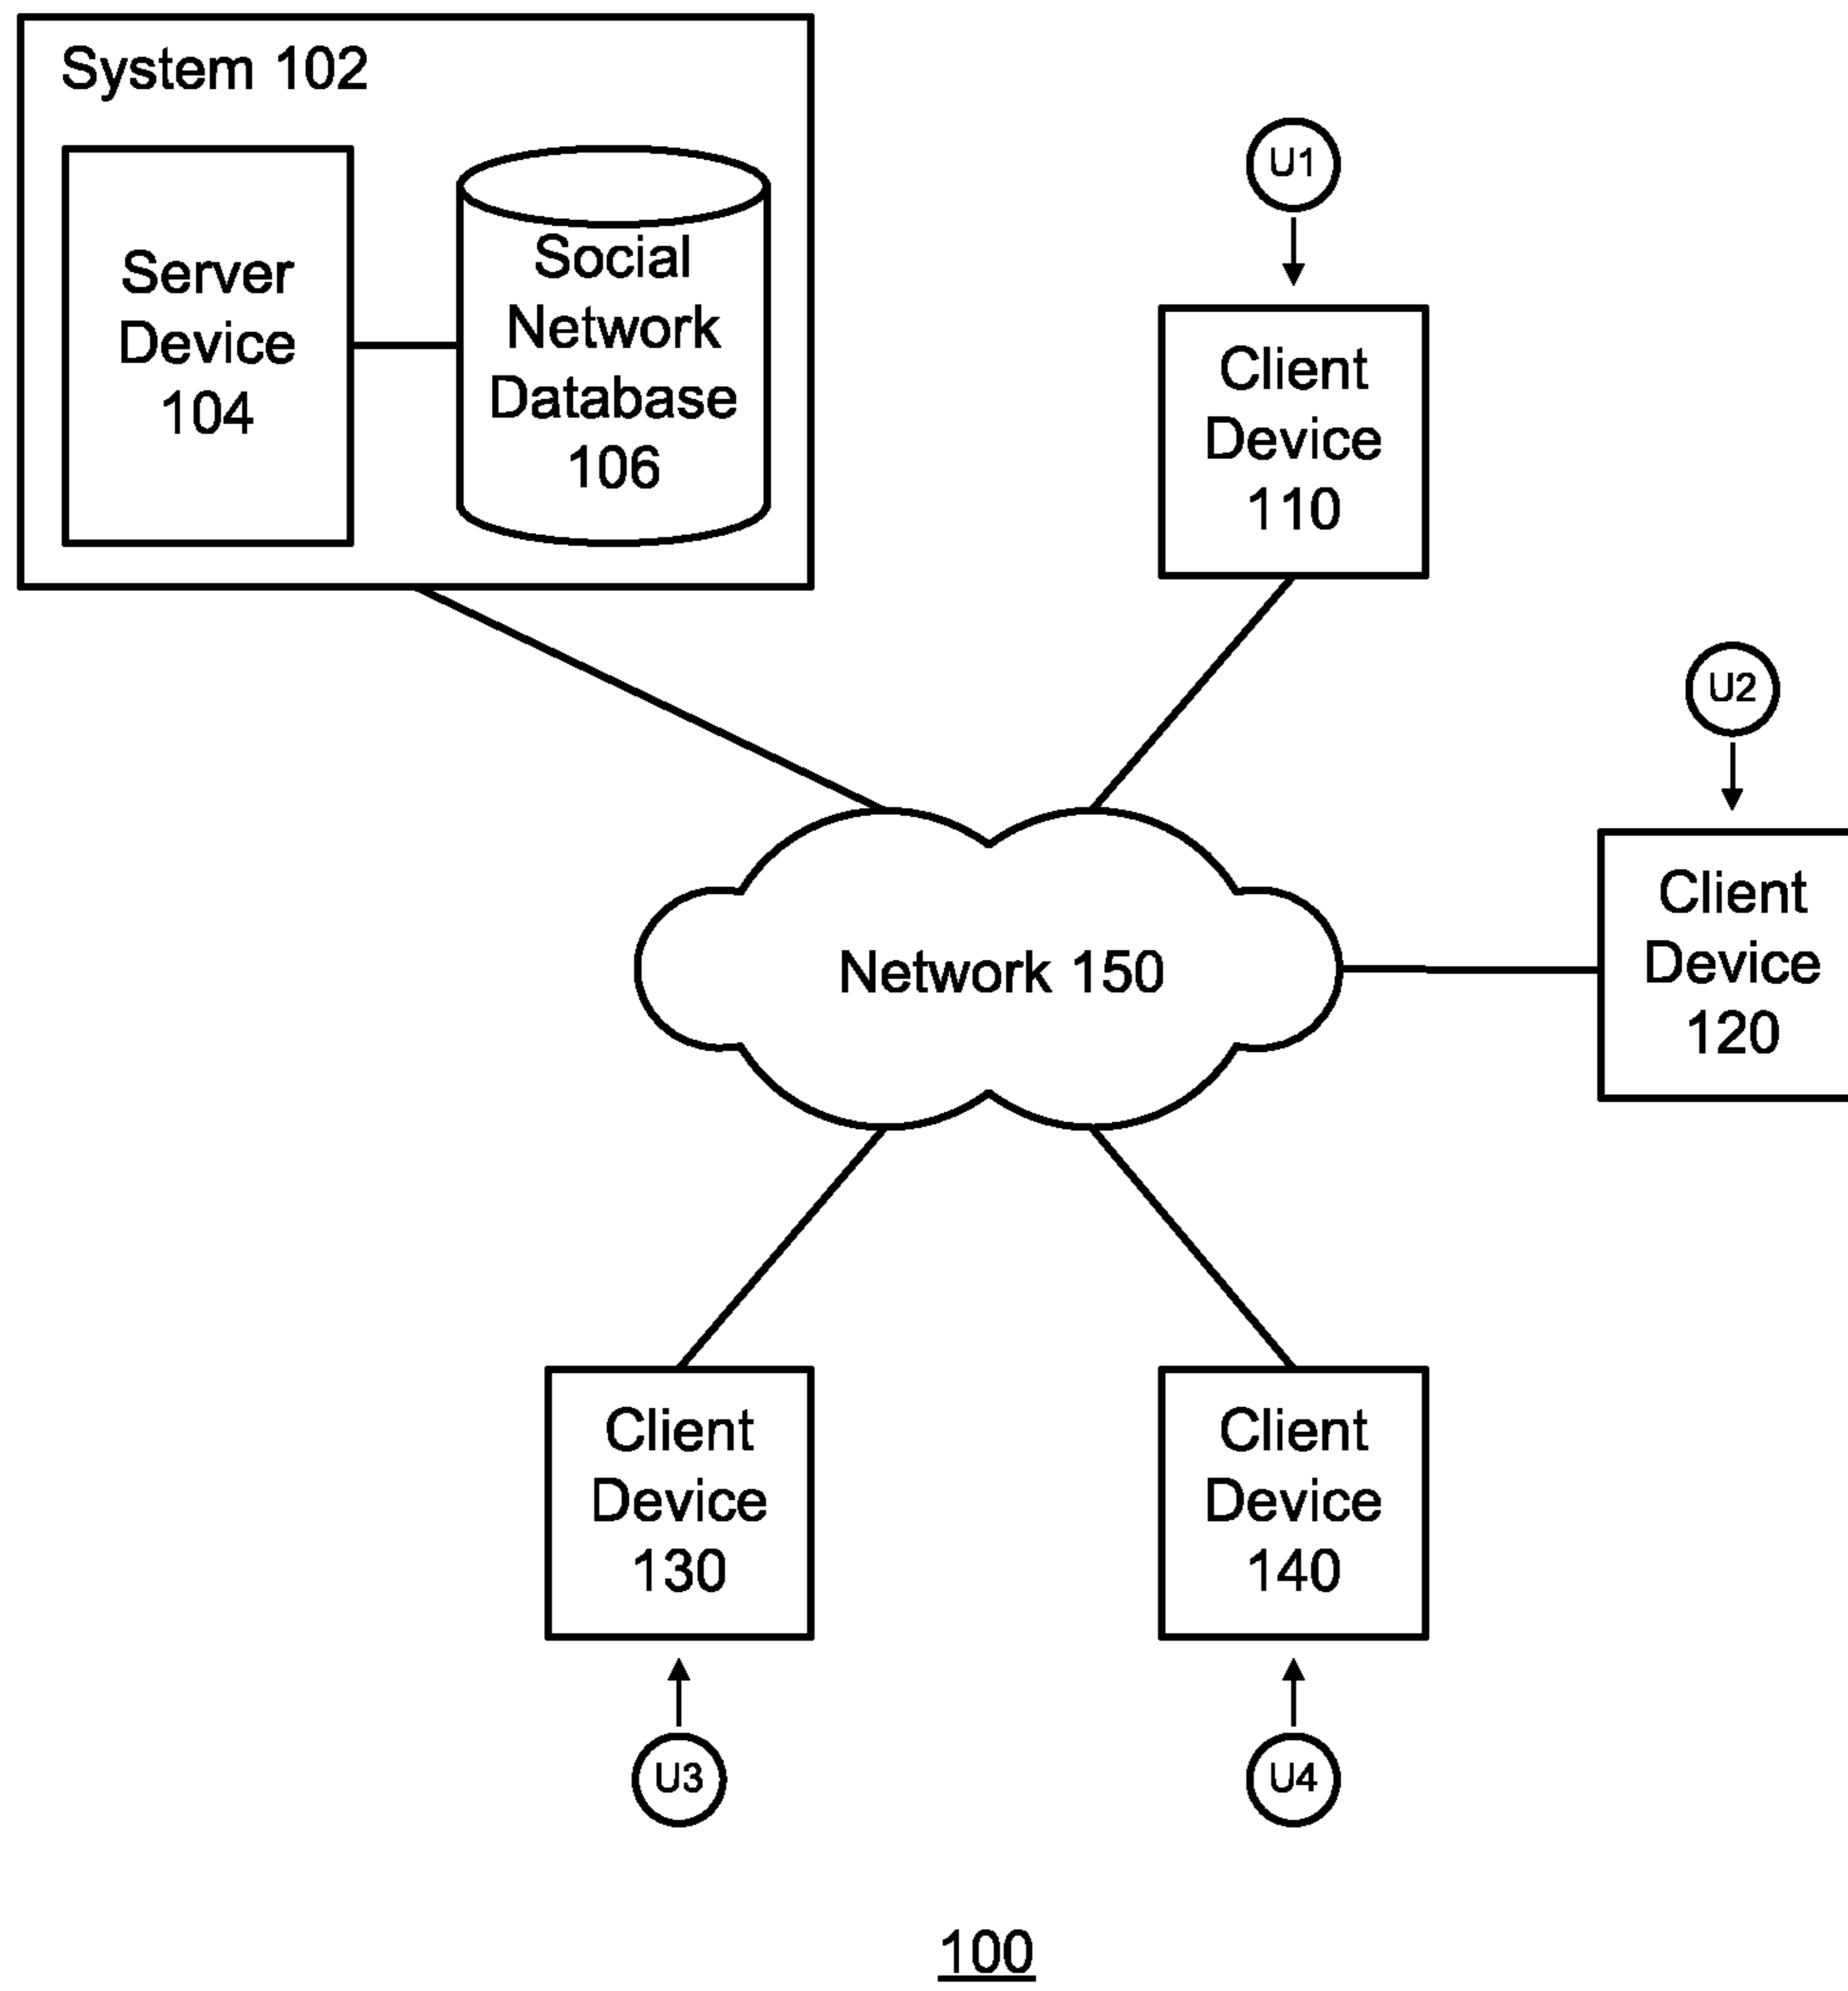 System 102
Server
Device
104
Social
Network
Database
106
U1
Client
Device
110
U2
Client
Device
120
Network 150
Client
Device
130
Client
Device
140
U3
U4
100